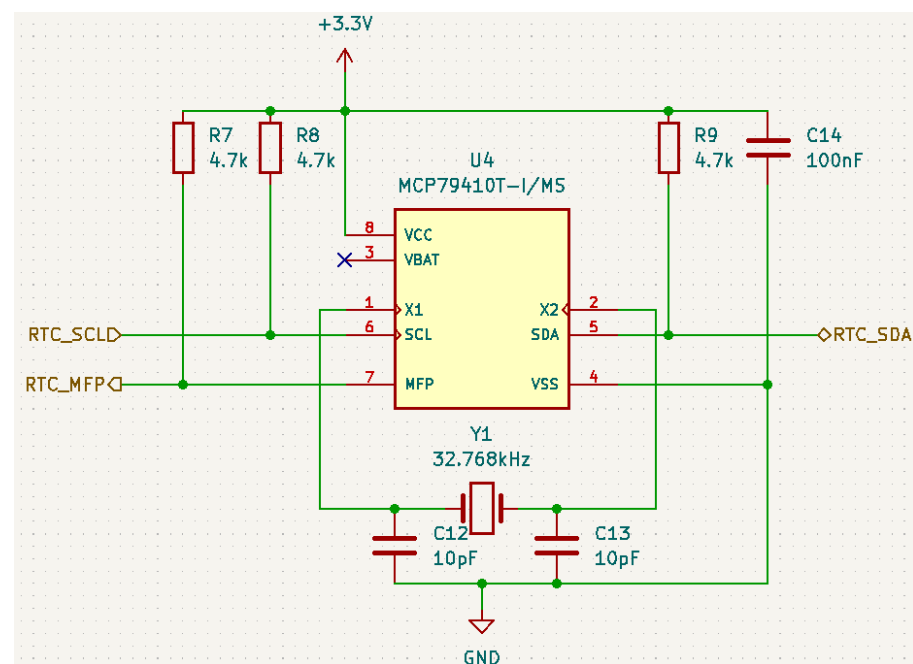 +3.3V
R7
4.7k
R8
4.7k
R9
4.7k
C14
100nF
U4
MCP79410T-I/MS
8
VCC
3
VBAT
1
X1
X2
2
RTC_SCL
6
SCL
SDA
5
RTC_SDA
RTC_MFP
7
MFP
VSS
4
Y1
32.768kHz
C12
10pF
C13
10pF
GND